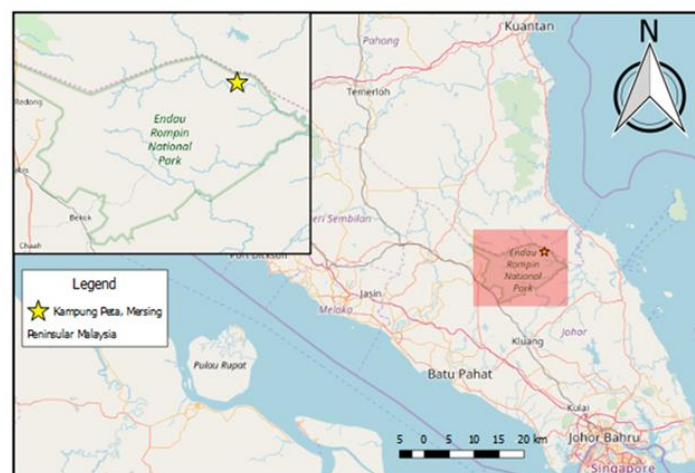 Pahang
Kuantan
N
Temerloh
Redong
Endau
Rompin
National
Park
Bekok
Chaah
eri Sembilan
Port Dickson
Endau
Rompin
National
Park
Legend
Kampung Peta, Mersing
Peninsular Malaysia
Jasin
Melaka
Johor
Kluang
Pulau Rupat
Batu Pahat
Kulai
Johor Bahru
Singapore
5 0 5 10 15 20 km